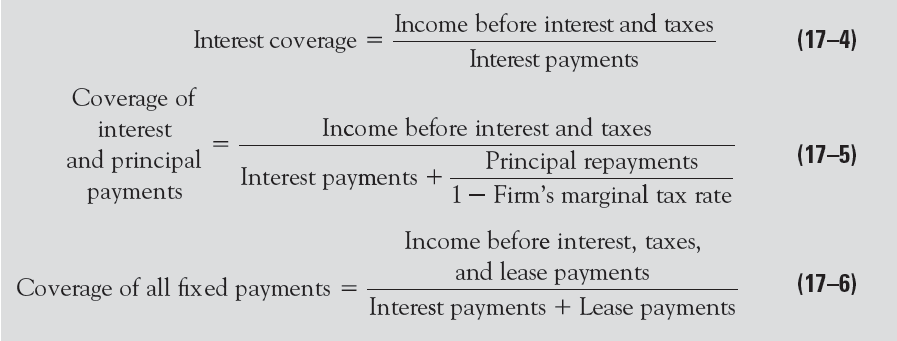 Interest coverage = Income before interest and taxes / Interest payments (17–4)
Coverage of
interest
and principal
payments
= Income before interest and taxes / Interest payments + Principal repayments / 1 – Firm's marginal tax rate (17–5)
Coverage of all fixed payments = Income before interest, taxes,
and lease payments
Interest payments + Lease payments
(17–6)